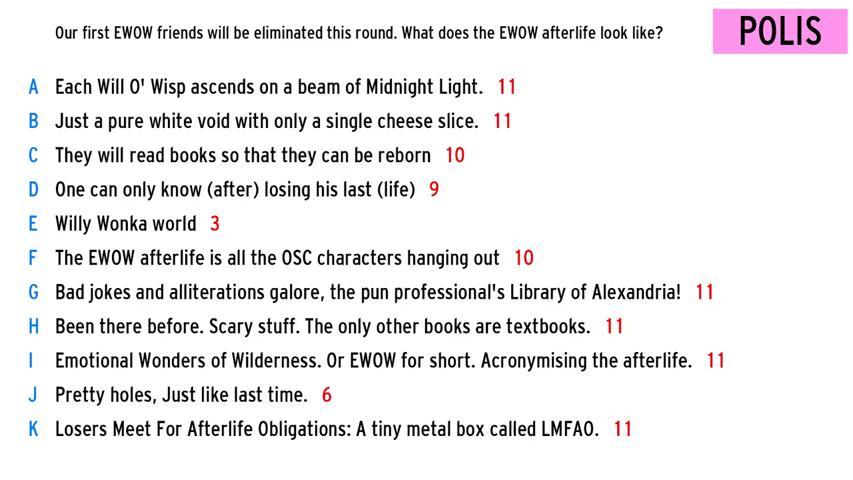 Our first EWOW friends will be eliminated this round. What does the EWOW afterlife look like?
POLIS
A Each Will O' Wisp ascends on a beam of Midnight Light. 11
B Just a pure white void with only a single cheese slice. 11
C They will read books so that they can be reborn 10
D One can only know (after) losing his last (life) 9
E Willy Wonka world 3
F The EWOW afterlife is all the OSC characters hanging out 10
G Bad jokes and alliterations galore, the pun professional's Library of Alexandria! 11
H Been there before. Scary stuff. The only other books are textbooks. 11
I Emotional Wonders of Wilderness. Or EWOW for short. Acronymising the afterlife. 11
J Pretty holes, Just like last time. 6
K Losers Meet For Afterlife Obligations: A tiny metal box called LMFAO. 11